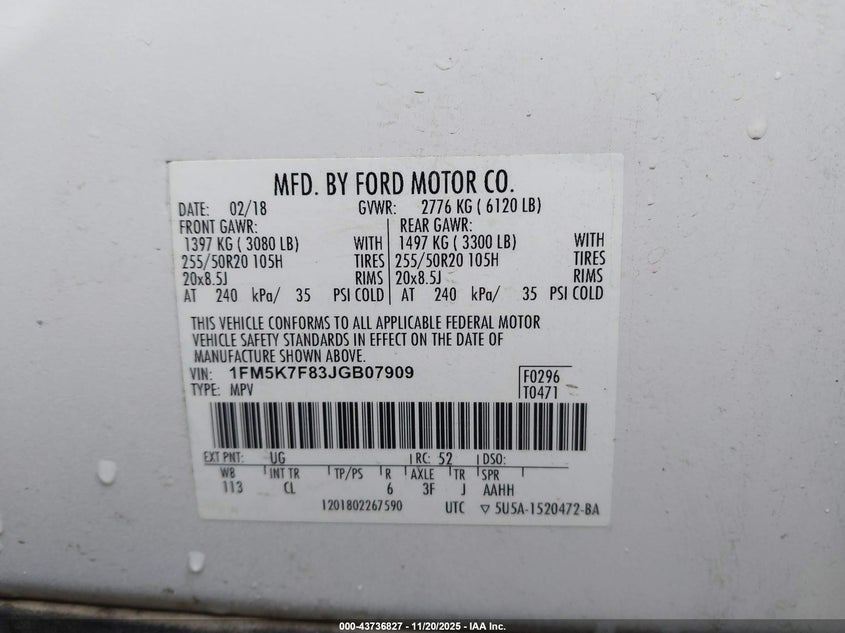 MFD. BY FORD MOTOR CO.
DATE: 02/18 GVWR: 2776 KG ( 6120 LB)
FRONT GAWR: REAR GAWR:
1397 KG ( 3080 LB) WITH 1497 KG ( 3300 LB) WITH
255/50R20 105H TIRES 255/50R20 105H TIRES
20x8.5J RIMS 20x8.5J RIMS
AT 240 kPa/ 35 PSI COLD AT 240 kPa/ 35 PSI COLD
THIS VEHICLE CONFORMS TO ALL APPLICABLE FEDERAL MOTOR
VEHICLE SAFETY STANDARDS IN EFFECT ON THE DATE OF
MANUFACTURE SHOWN ABOVE.
VIN: 1FM5K7F83JGB07909
TYPE: MPV
F0296
T0471
EXT PNT: UG RC: 52 DSO:
WB INT TR TP/PS R AXLE TR SPR
113 CL 6 3F J AAHH
1201802267590 UTC ▽ 5U5A-1520472-BA
000-43736827 - 11/20/2025 - IAA Inc.